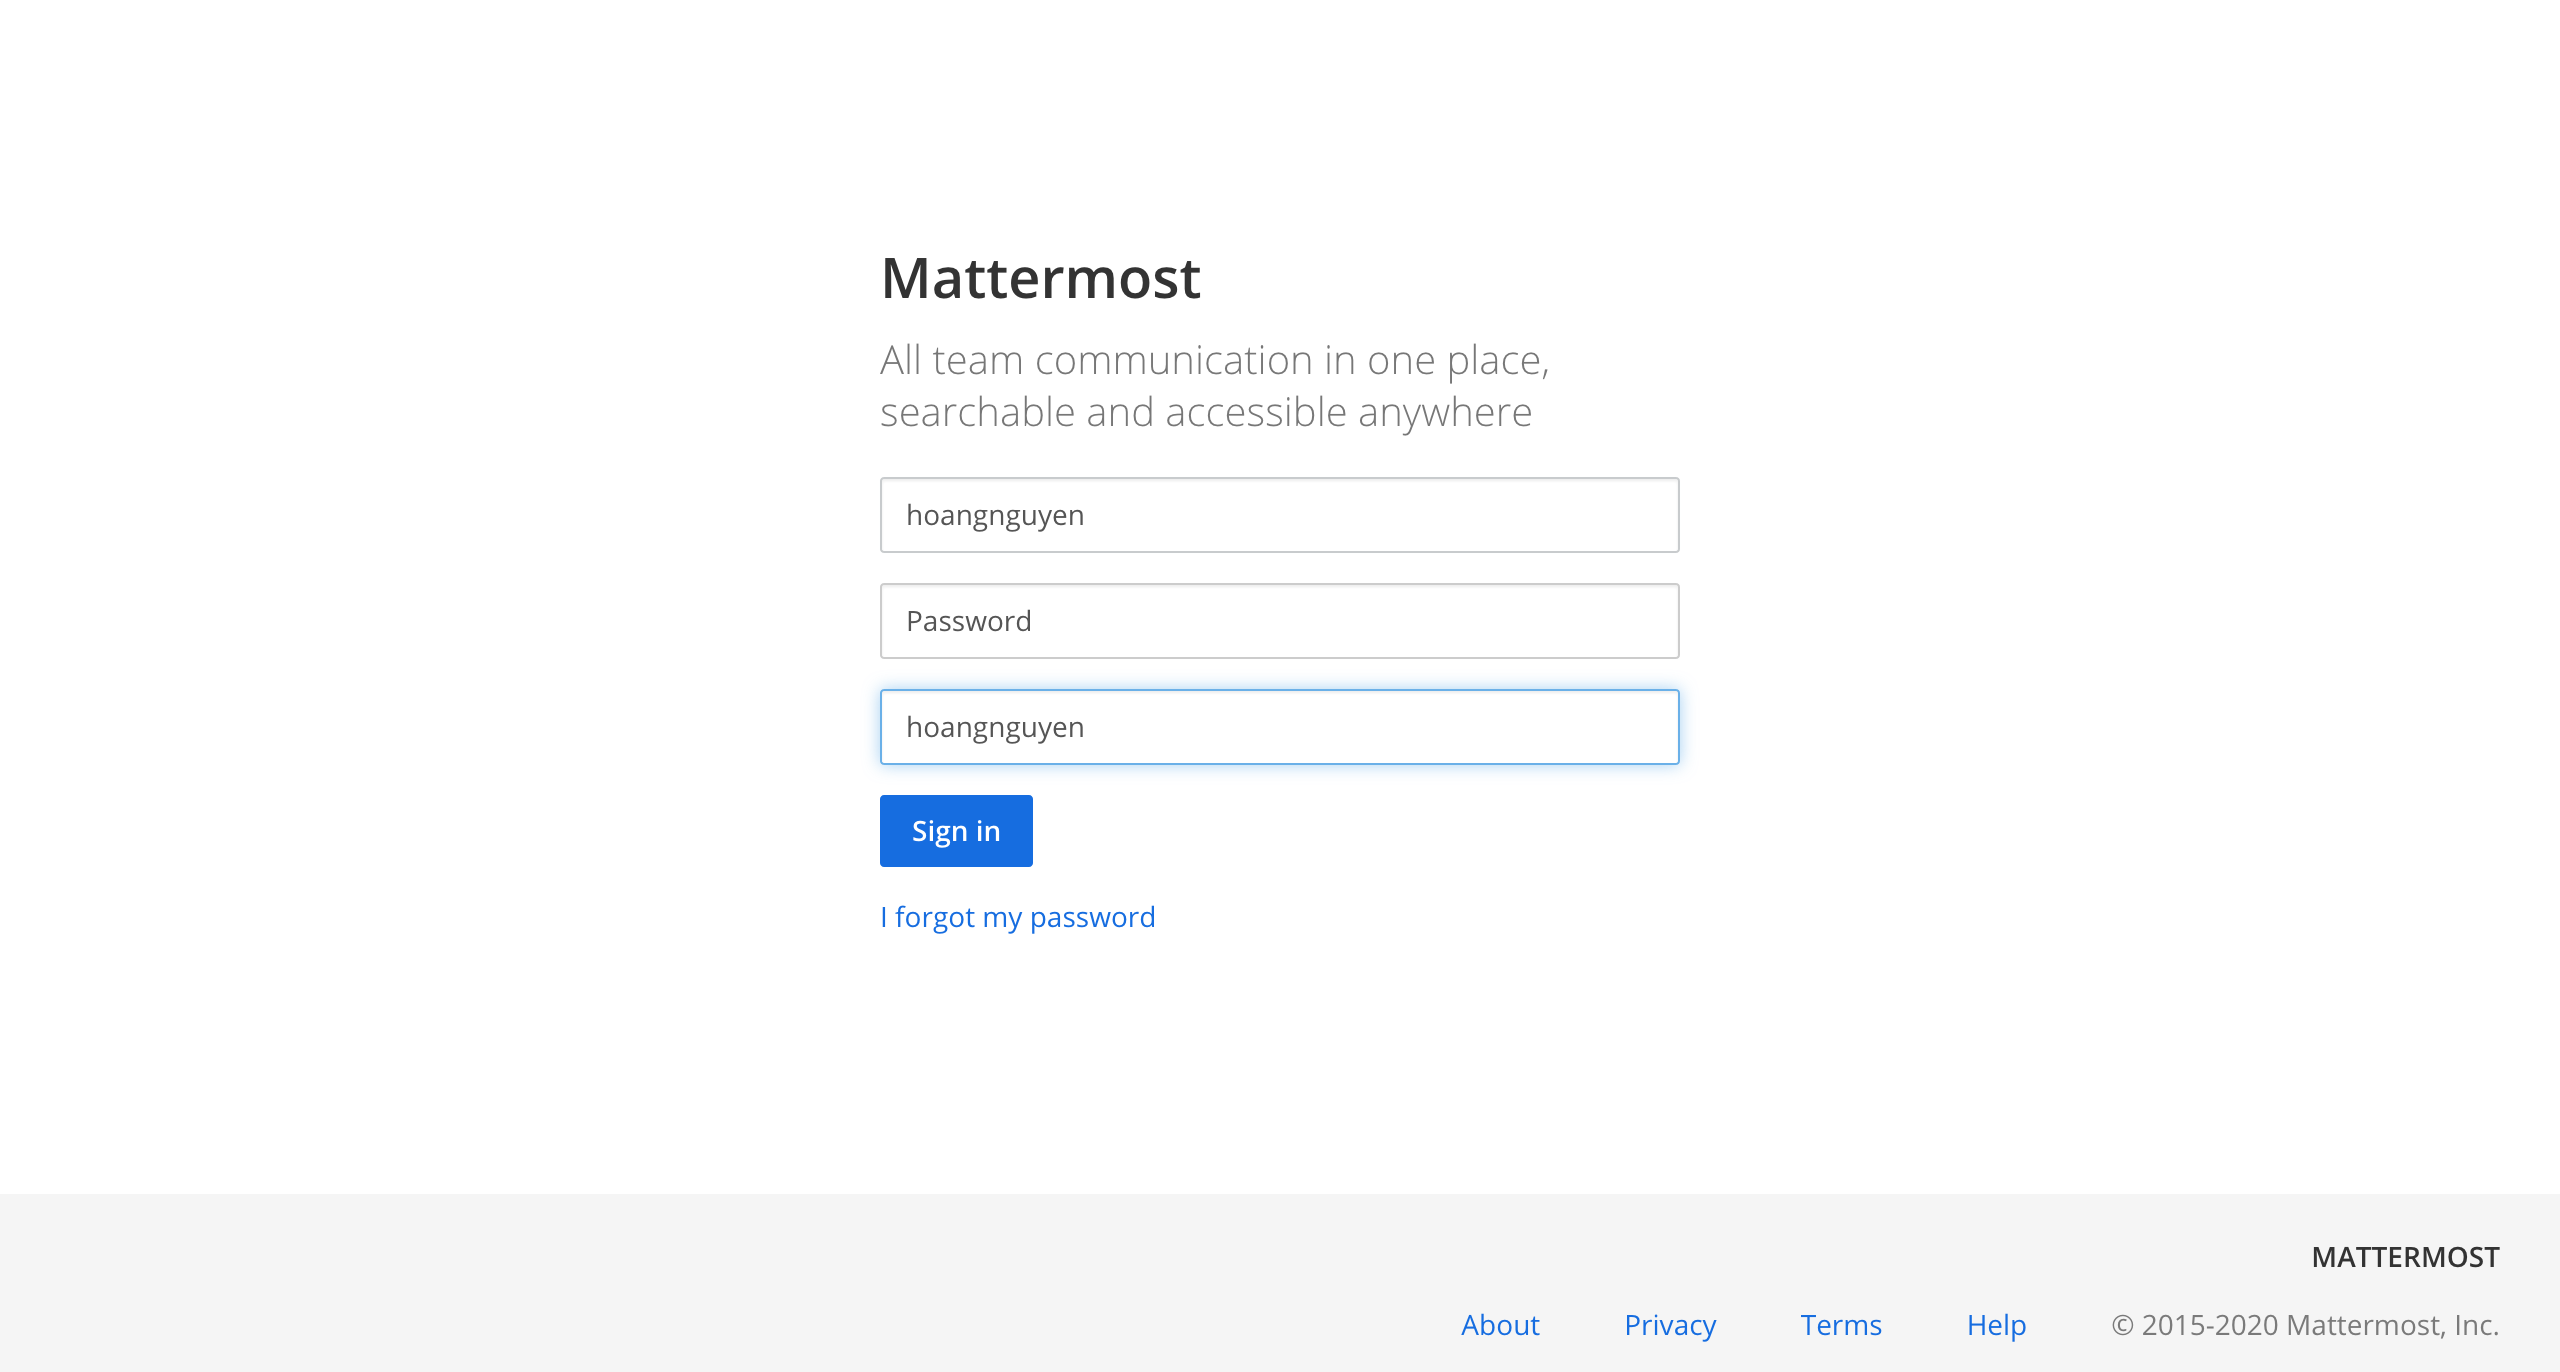 Mattermost
All team communication in one place,
searchable and accessible anywhere
hoangnguyen
Password
hoangnguyen
Sign in
I forgot my password
MATTERMOST
About Privacy Terms Help © 2015-2020 Mattermost, Inc.